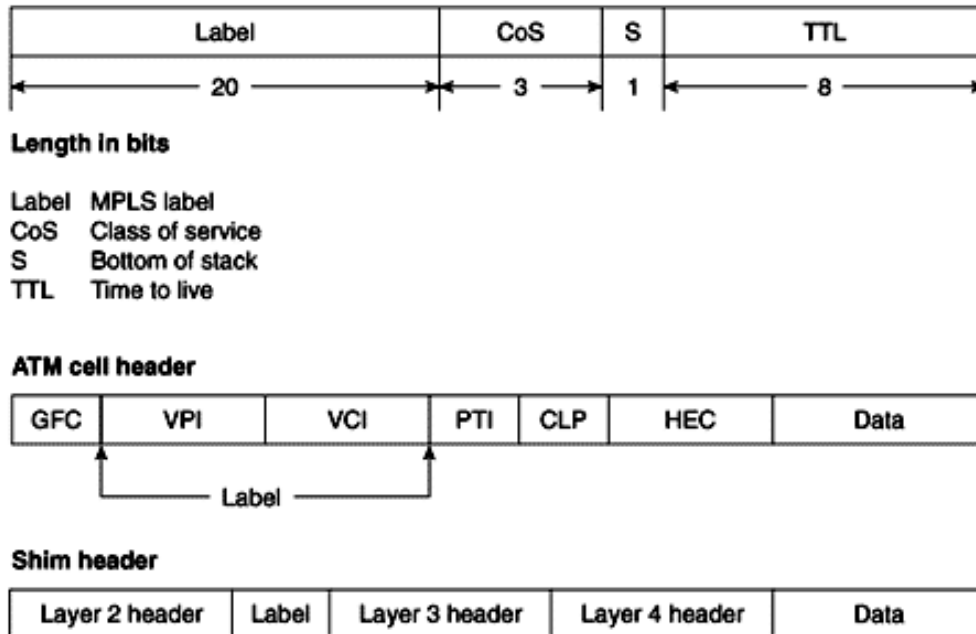 Label CoS S TTL
20 3 1 8
Length in bits
Label MPLS label
CoS Class of service
S Bottom of stack
TTL Time to live
ATM cell header
GFC VPI VCI PTI CLP HEC Data
Label
Shim header
Layer 2 header Label Layer 3 header Layer 4 header Data